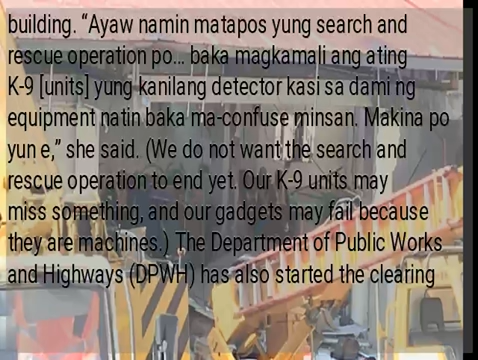 building. “Ayaw namin matapos yung search and
rescue operation po... baka magkamali ang ating
K-9 [units] yung kanilang detector kasi sa dami ng
equipment natin baka ma-confuse minsan. Makina po
yun e,” she said. (We do not want the search and
rescue operation to end yet. Our K-9 units may
miss something, and our gadgets may fail because
they are machines.) The Department of Public Works
and Highways (DPWH) has also started the clearing